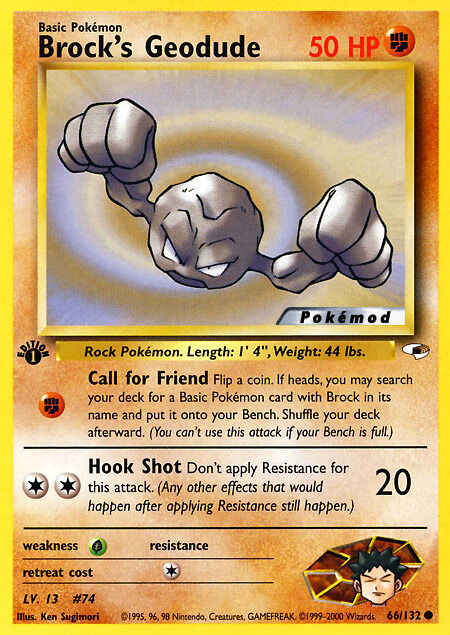 Basic Pokémon
Brock's Geodude
50 HP
Pokémod
EDITION
1
Rock Pokémon. Length: 1' 4", Weight: 44 lbs.
Call for Friend Flip a coin. If heads, you may search
your deck for a Basic Pokémon card with Brock in its
name and put it onto your Bench. Shuffle your deck
afterward. (You can't use this attack if your Bench is full.)
Hook Shot Don't apply Resistance for
this attack. (Any other effects that would
happen after applying Resistance still happen.)
20
weakness resistance
retreat cost
LV. 13 #74
Illus. Ken Sugimori ©1995, 96, 98 Nintendo, Creatures, GAMEFREAK. ©1999-2000 Wizards. 66/132